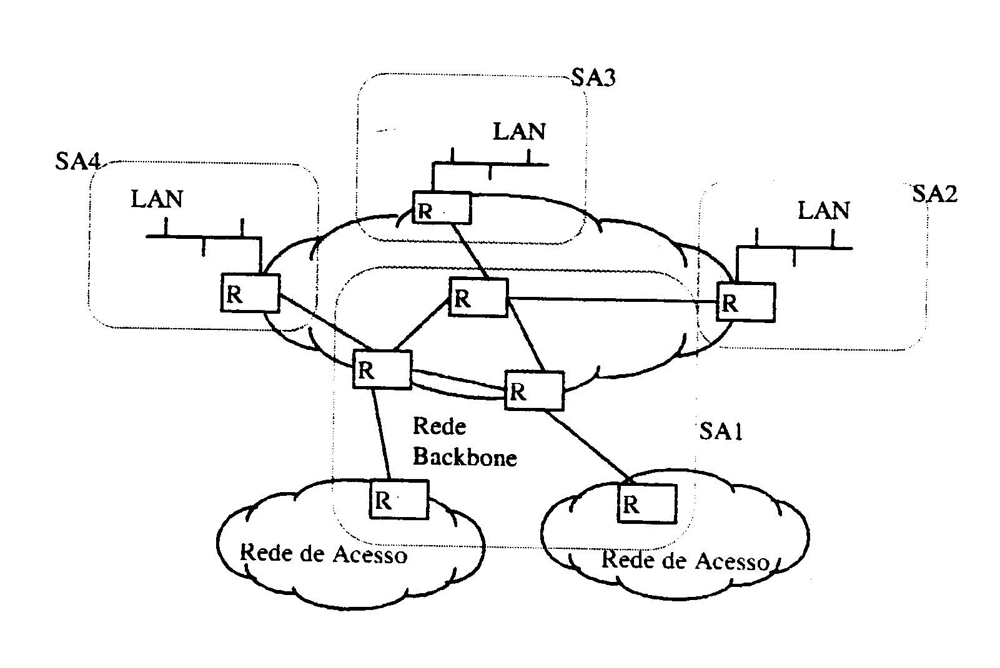 SA3
LAN
SA4
LAN
SA2
LAN
R
R
R
R
R
R
Rede
Backbone
SA1
R
R
Rede de Acesso
Rede de Acesso